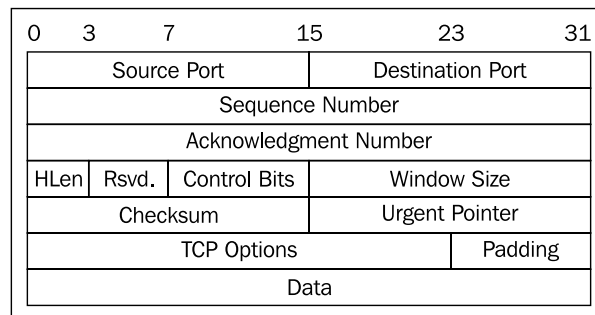 0 3 7 15 23 31
Source Port Destination Port
Sequence Number
Acknowledgment Number
HLen Rsvd. Control Bits Window Size
Checksum Urgent Pointer
TCP Options Padding
Data